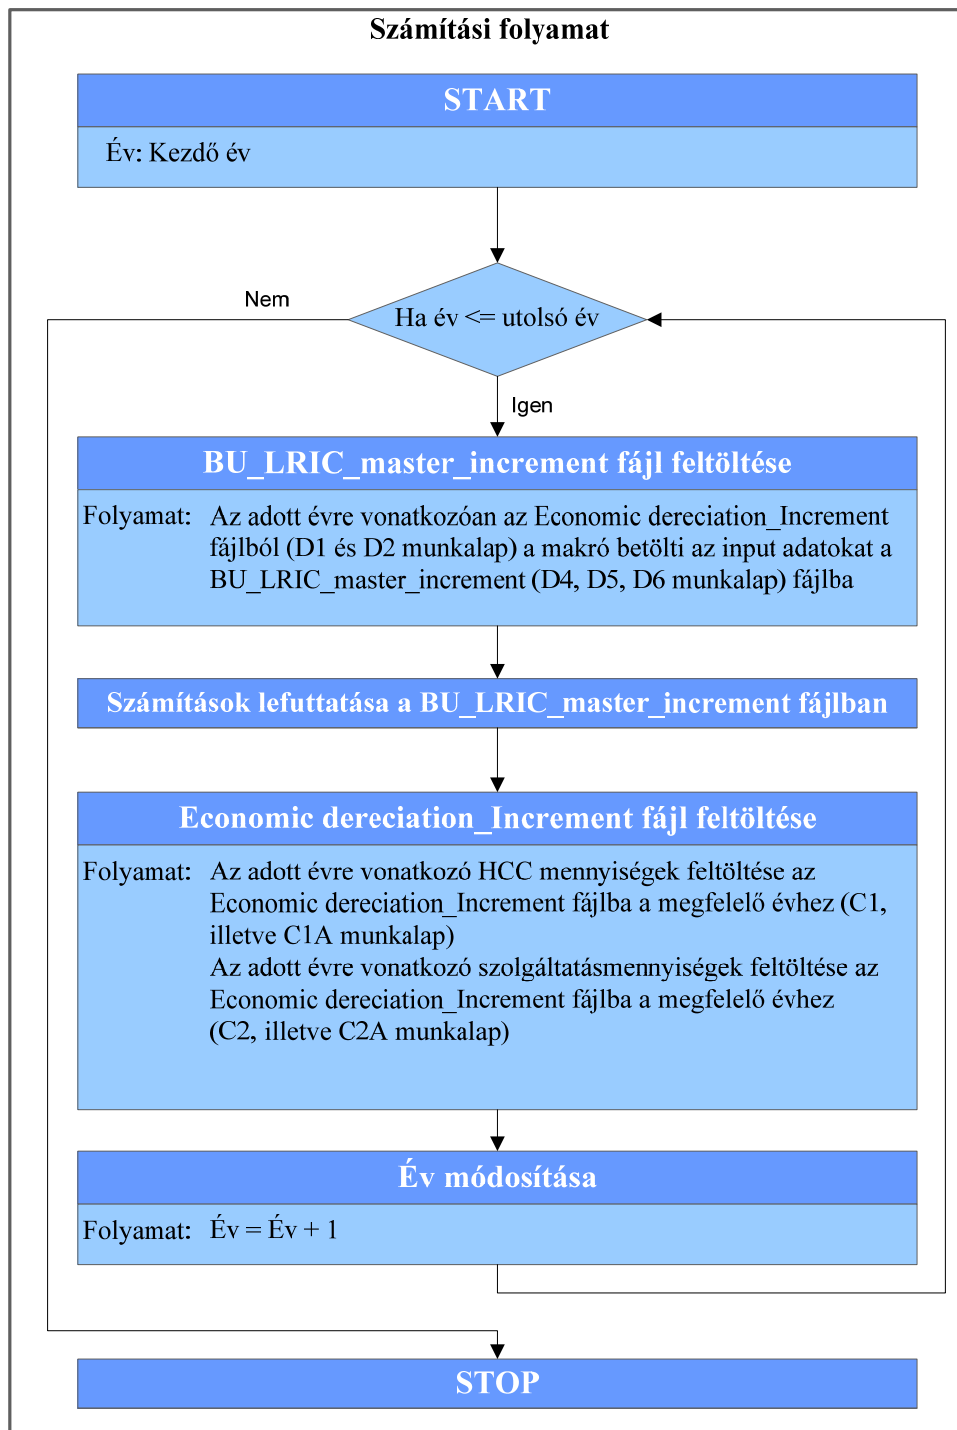 Számítási folyamat
START
Év: Kezdő év
Nem
Ha év <= utolsó év
Igen
BU_LRIC_master_increment fájl feltöltése
Folyamat: Az adott évre vonatkozóan az Economic dereciation_Increment
fájlból (D1 és D2 munkalap) a makró betölti az input adatokat a
BU_LRIC_master_increment (D4, D5, D6 munkalap) fájlba
Számítások lefuttatása a BU_LRIC_master_increment fájlban
Economic dereciation_Increment fájl feltöltése
Folyamat: Az adott évre vonatkozó HCC mennyiségek feltöltése az
Economic dereciation_Increment fájlba a megfelelő évhez (C1,
illetve C1A munkalap)
Az adott évre vonatkozó szolgáltatásmennyiségek feltöltése az
Economic dereciation_Increment fájlba a megfelelő évhez
(C2, illetve C2A munkalap)
Év módosítása
Folyamat: Év = Év + 1
STOP